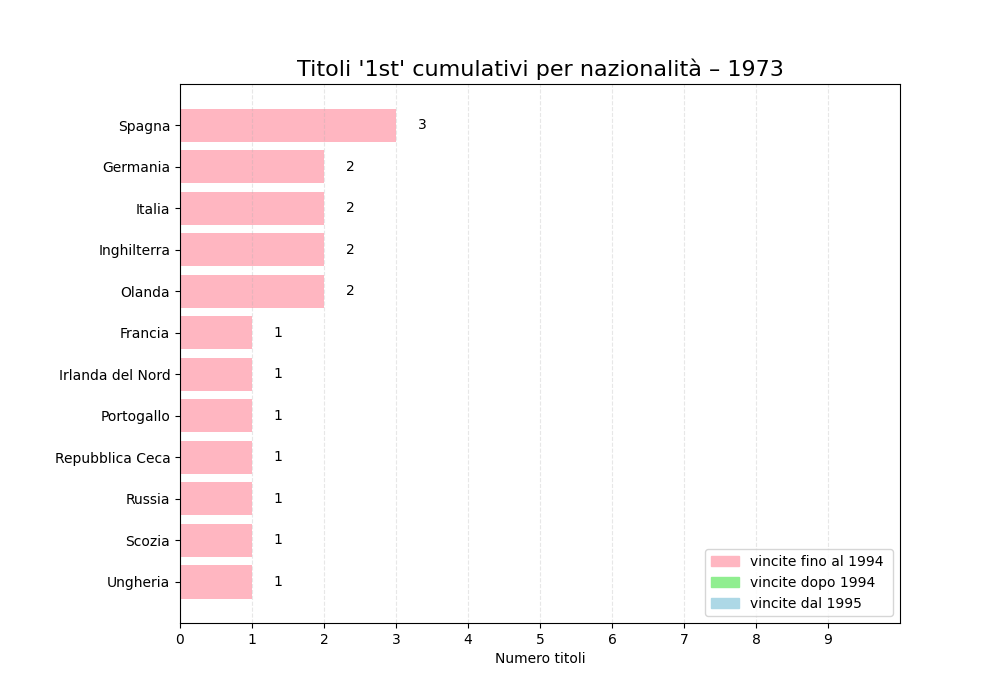 Titoli '1st' cumulativi per nazionalità – 1973
Spagna 3
Germania 2
Italia 2
Inghilterra 2
Olanda 2
Francia 1
Irlanda del Nord 1
Portogallo 1
Repubblica Ceca 1
Russia 1
Scozia 1
Ungheria 1
vincite fino al 1994
vincite dopo 1994
vincite dal 1995
0 1 2 3 4 5 6 7 8 9
Numero titoli